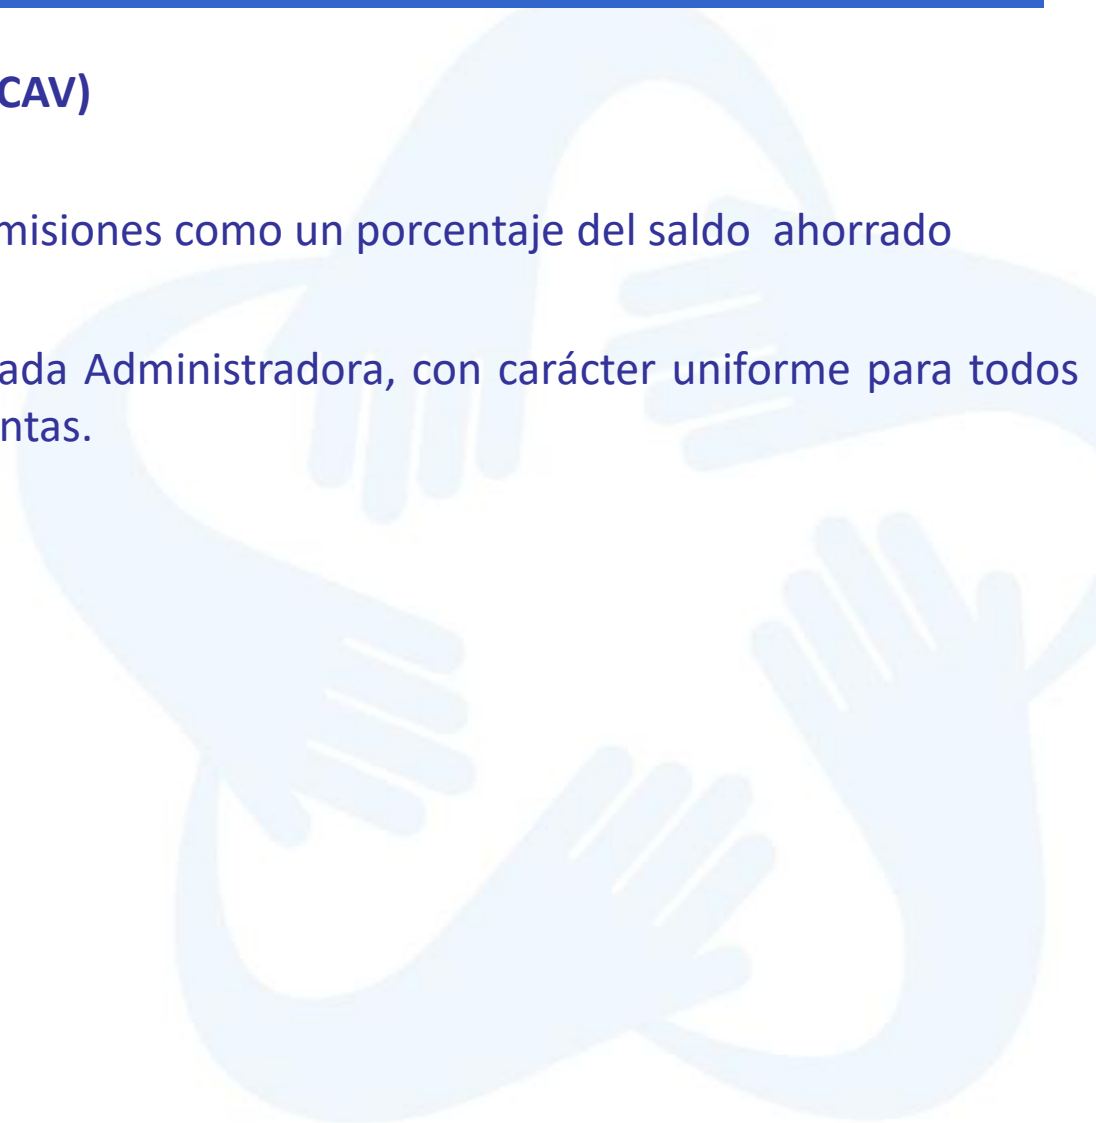 CAV)
misiones como un porcentaje del saldo ahorrado
ada Administradora, con carácter uniforme para todos
ntas.